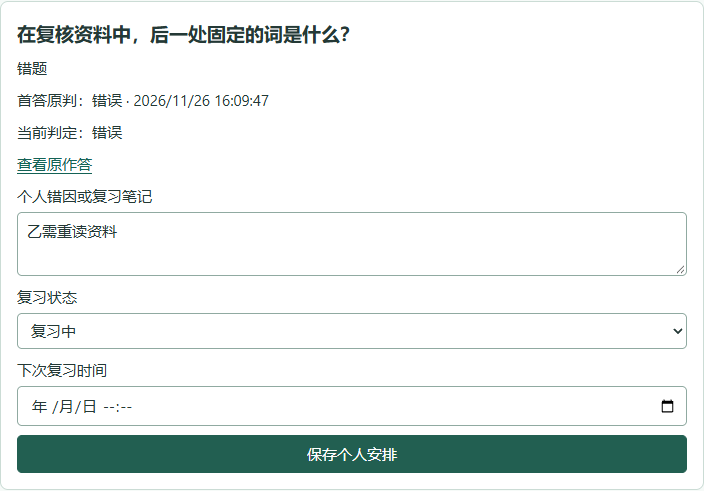 在复核资料中，后一处固定的词是什么？
错题
首答原判：错误 · 2026/11/26 16:09:47
当前判定：错误
查看原作答
个人错因或复习笔记
乙需重读资料
复习状态
复习中
下次复习时间
年 /月/日 --:--
保存个人安排